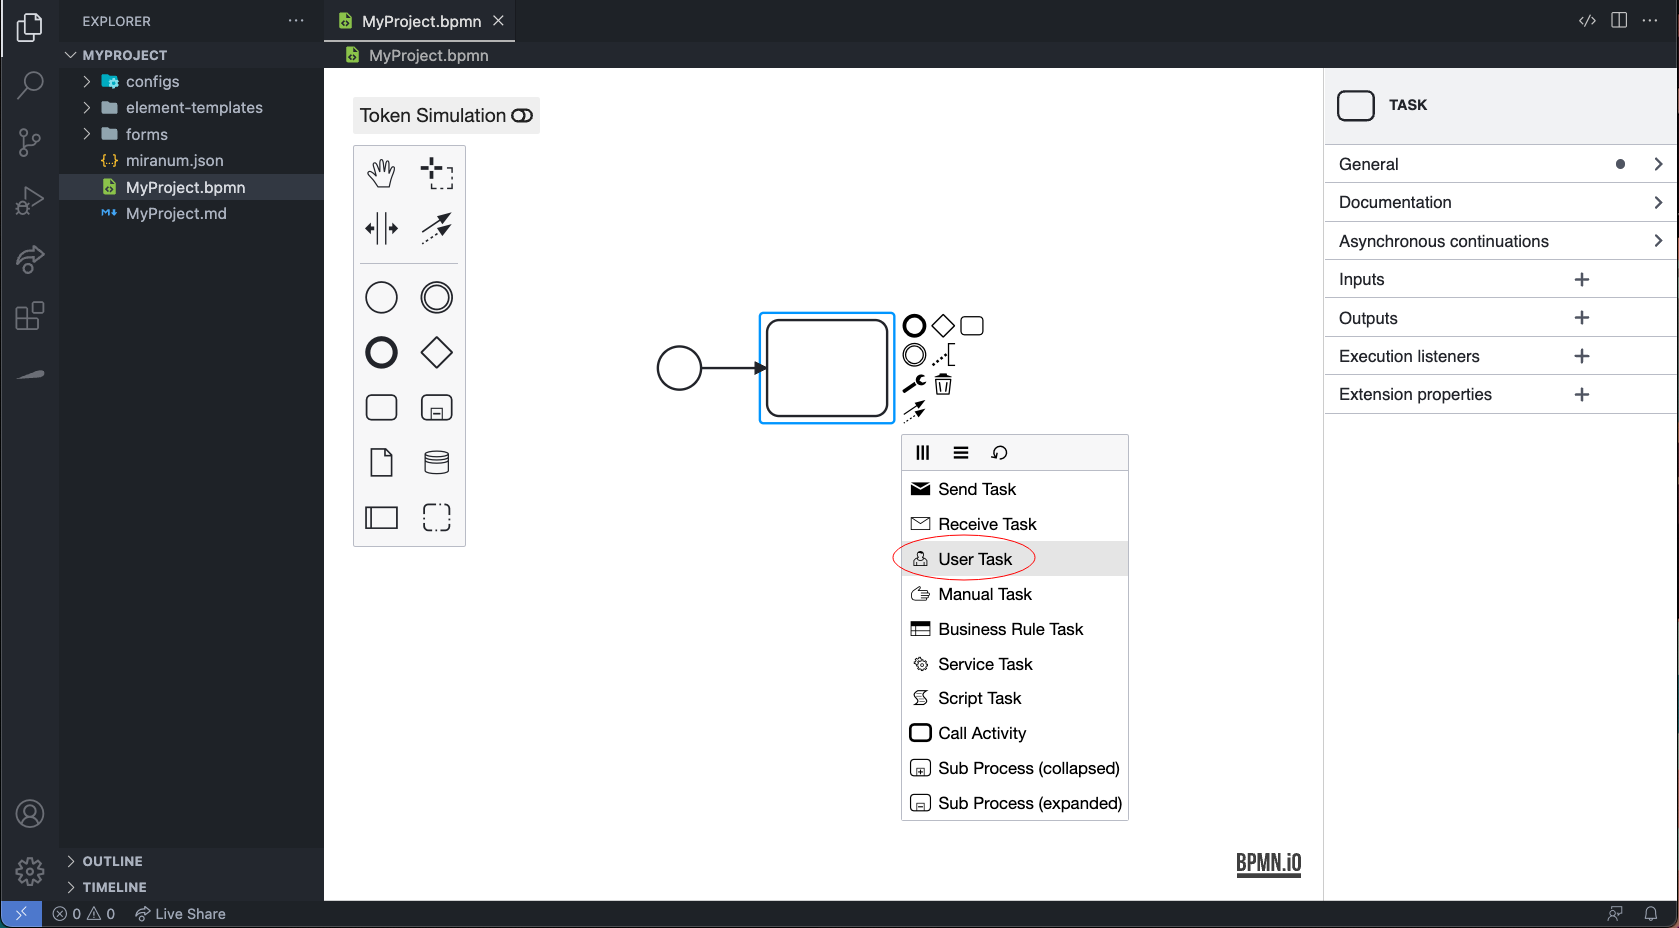 EXPLORER
MyProject.bpmn
MYPROJECT
MyProject.bpmn
configs
element-templates
forms
miranum.json
MyProject.bpmn
MyProject.md
OUTLINE
TIMELINE
Token Simulation
Send Task
Receive Task
User Task
Manual Task
Business Rule Task
Service Task
Script Task
Call Activity
Sub Process (collapsed)
Sub Process (expanded)
BPMN.iO
TASK
General
Documentation
Asynchronous continuations
Inputs
Outputs
Execution listeners
Extension properties
0 0 Live Share